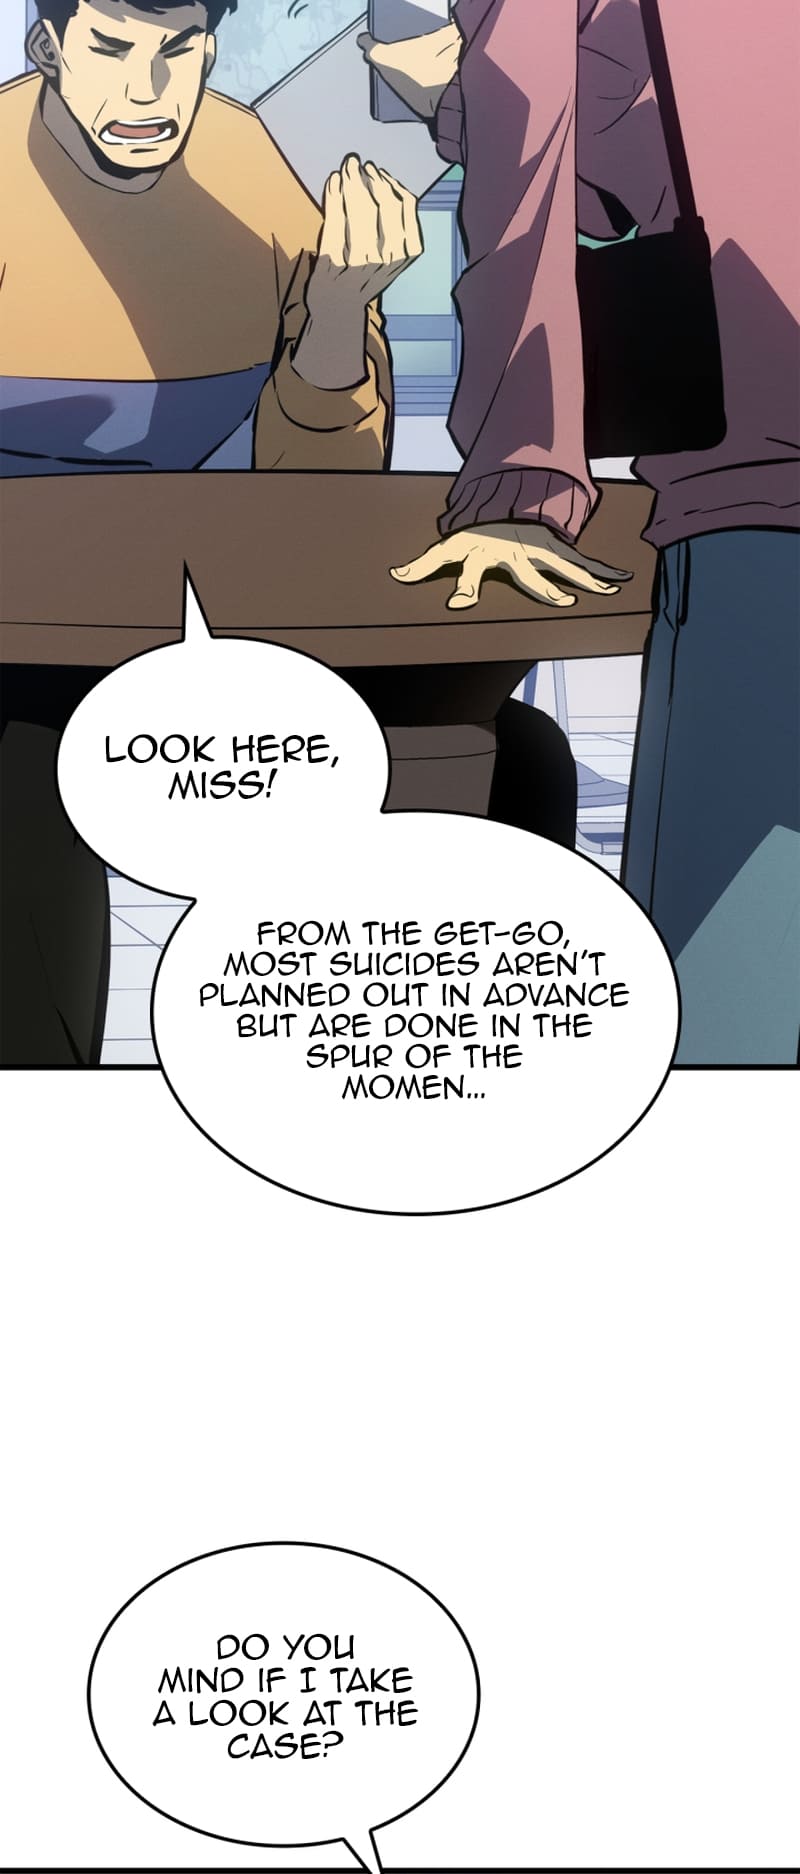 LOOK HERE,
MISS!
FROM THE GET-GO,
MOST SUICIDES AREN'T
PLANNED OUT IN ADVANCE
BUT ARE DONE IN THE
SPUR OF THE
MOMEN...
DO YOU
MIND IF I TAKE
A LOOK AT THE
CASE?